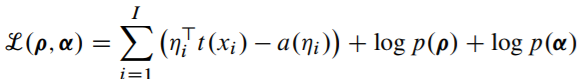 ℒ(𝝆, 𝜶) = ∑_{i=1}^{I} (η_i^⊤ t(x_i) − a(η_i)) + log p(𝝆) + log p(𝜶)